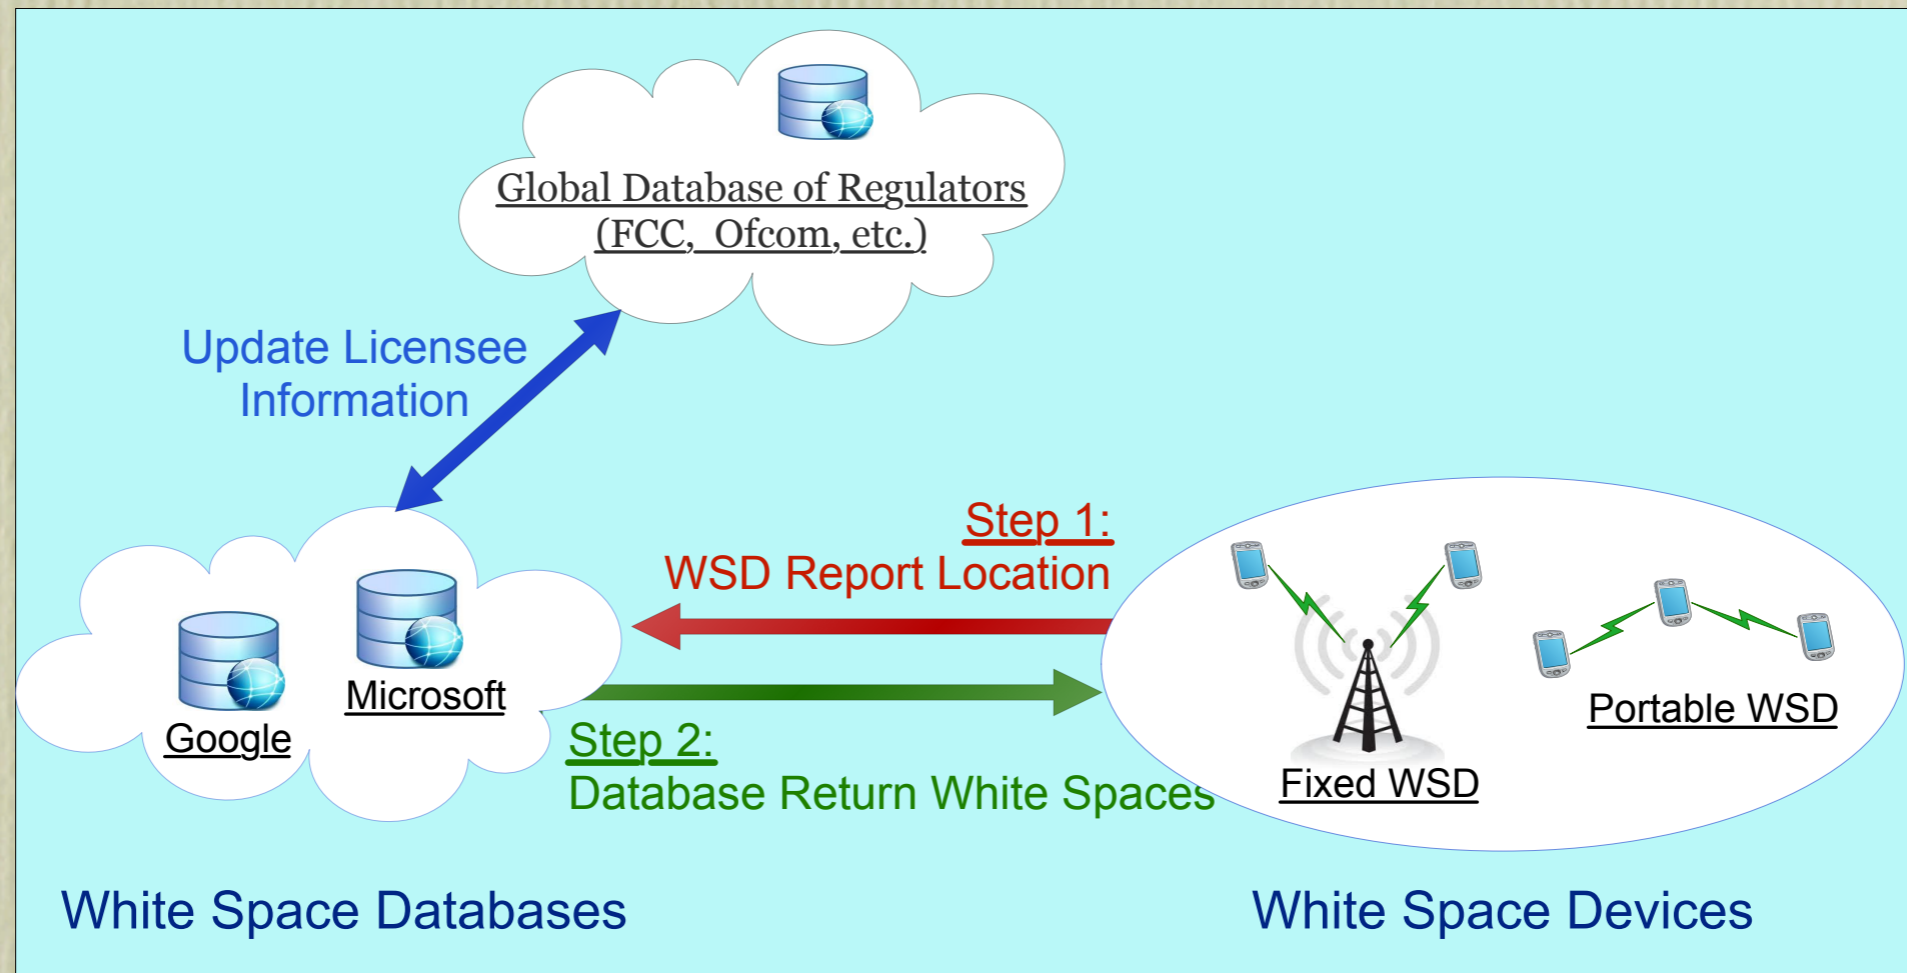 Global Database of Regulators
(FCC, Ofcom, etc.)
Update Licensee
Information
Step 1:
WSD Report Location
Google
Microsoft
Step 2:
Database Return White Spaces
Fixed WSD
Portable WSD
White Space Databases
White Space Devices